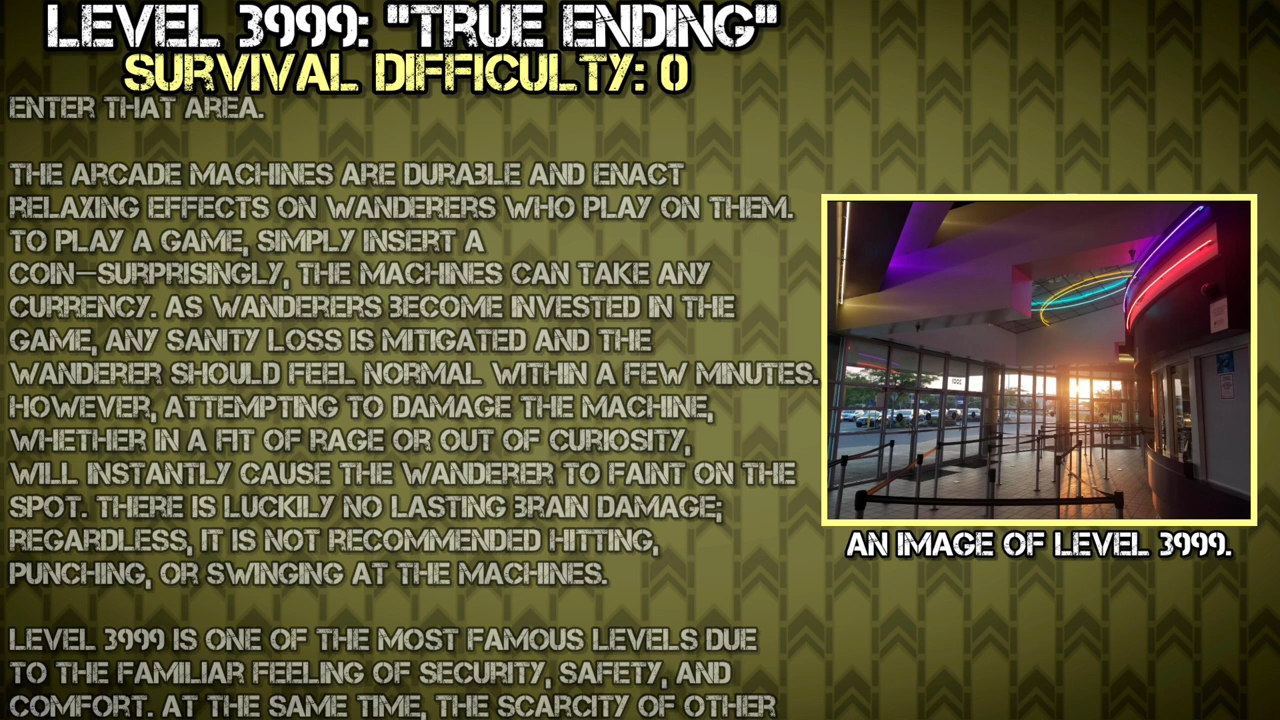 LEVEL 3999: "TRUE ENDING"
SURVIVAL DIFFICULTY: 0
ENTER THAT AREA.
THE ARCADE MACHINES ARE DURABLE AND ENACT
RELAXING EFFECTS ON WANDERERS WHO PLAY ON THEM.
TO PLAY A GAME, SIMPLY INSERT A
COIN—SURPRISINGLY, THE MACHINES CAN TAKE ANY
CURRENCY. AS WANDERERS BECOME INVESTED IN THE
GAME, ANY SANITY LOSS IS MITIGATED AND THE
WANDERER SHOULD FEEL NORMAL WITHIN A FEW MINUTES.
HOWEVER, ATTEMPTING TO DAMAGE THE MACHINE,
WHETHER IN A FIT OF RAGE OR OUT OF CURIOSITY,
WILL INSTANTLY CAUSE THE WANDERER TO FAINT ON THE
SPOT. THERE IS LUCKILY NO LASTING BRAIN DAMAGE;
REGARDLESS, IT IS NOT RECOMMENDED HITTING,
PUNCHING, OR SWINGING AT THE MACHINES.
LEVEL 3999 IS ONE OF THE MOST FAMOUS LEVELS DUE
TO THE FAMILIAR FEELING OF SECURITY, SAFETY, AND
COMFORT. AT THE SAME TIME, THE SCARCITY OF OTHER
AN IMAGE OF LEVEL 3999.